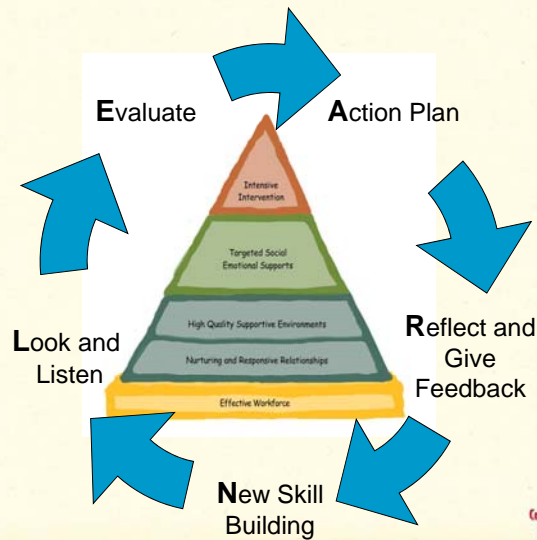 Evaluate
Action Plan
Intensive
Intervention
Targeted Social
Emotional Supports
High Quality Supportive Environments
Nurturing and Responsive Relationships
Effective Workforce
Look and
Listen
Reflect and
Give
Feedback
New Skill
Building